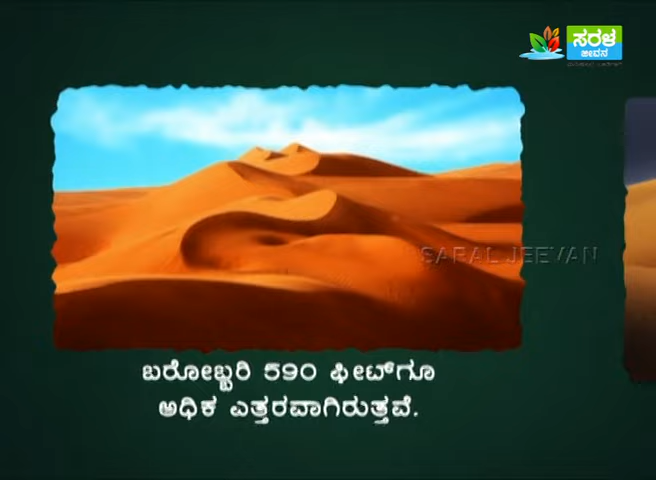 ಸರಳ
ಜೀವನ
SARAL JEEVAN
ಬರೋಬ್ಬರಿ 590 ಫೀಟ್‌ಗೂ
ಅಧಿಕ ಎತ್ತರವಾಗಿರುತ್ತವೆ.